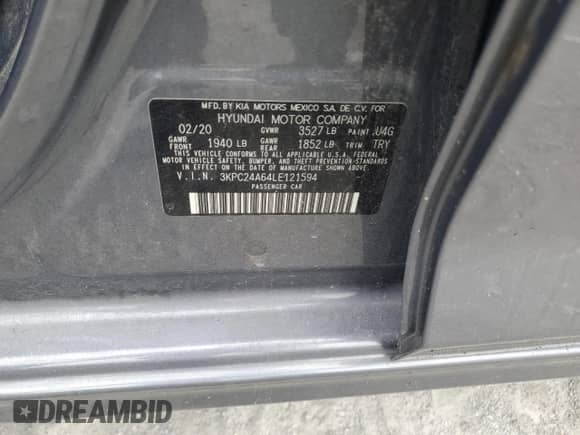 MFD. BY KIA MOTORS MEXICO S.A. DE C.V. FOR
HYUNDAI MOTOR COMPANY
02/20 GVWR 3527 LB PAINT U4G
GAWR FRONT 1940 LB GAWR REAR 1852 LB TRIM TRY
THIS VEHICLE CONFORMS TO ALL APPLICABLE U.S.A. FEDERAL
MOTOR VEHICLE SAFETY, BUMPER, AND THEFT PREVENTION STANDARDS
IN EFFECT ON THE DATE OF MANUFACTURE SHOWN ABOVE.
V.I.N. 3KPC24A64LE121594
PASSENGER CAR
DREAMBID